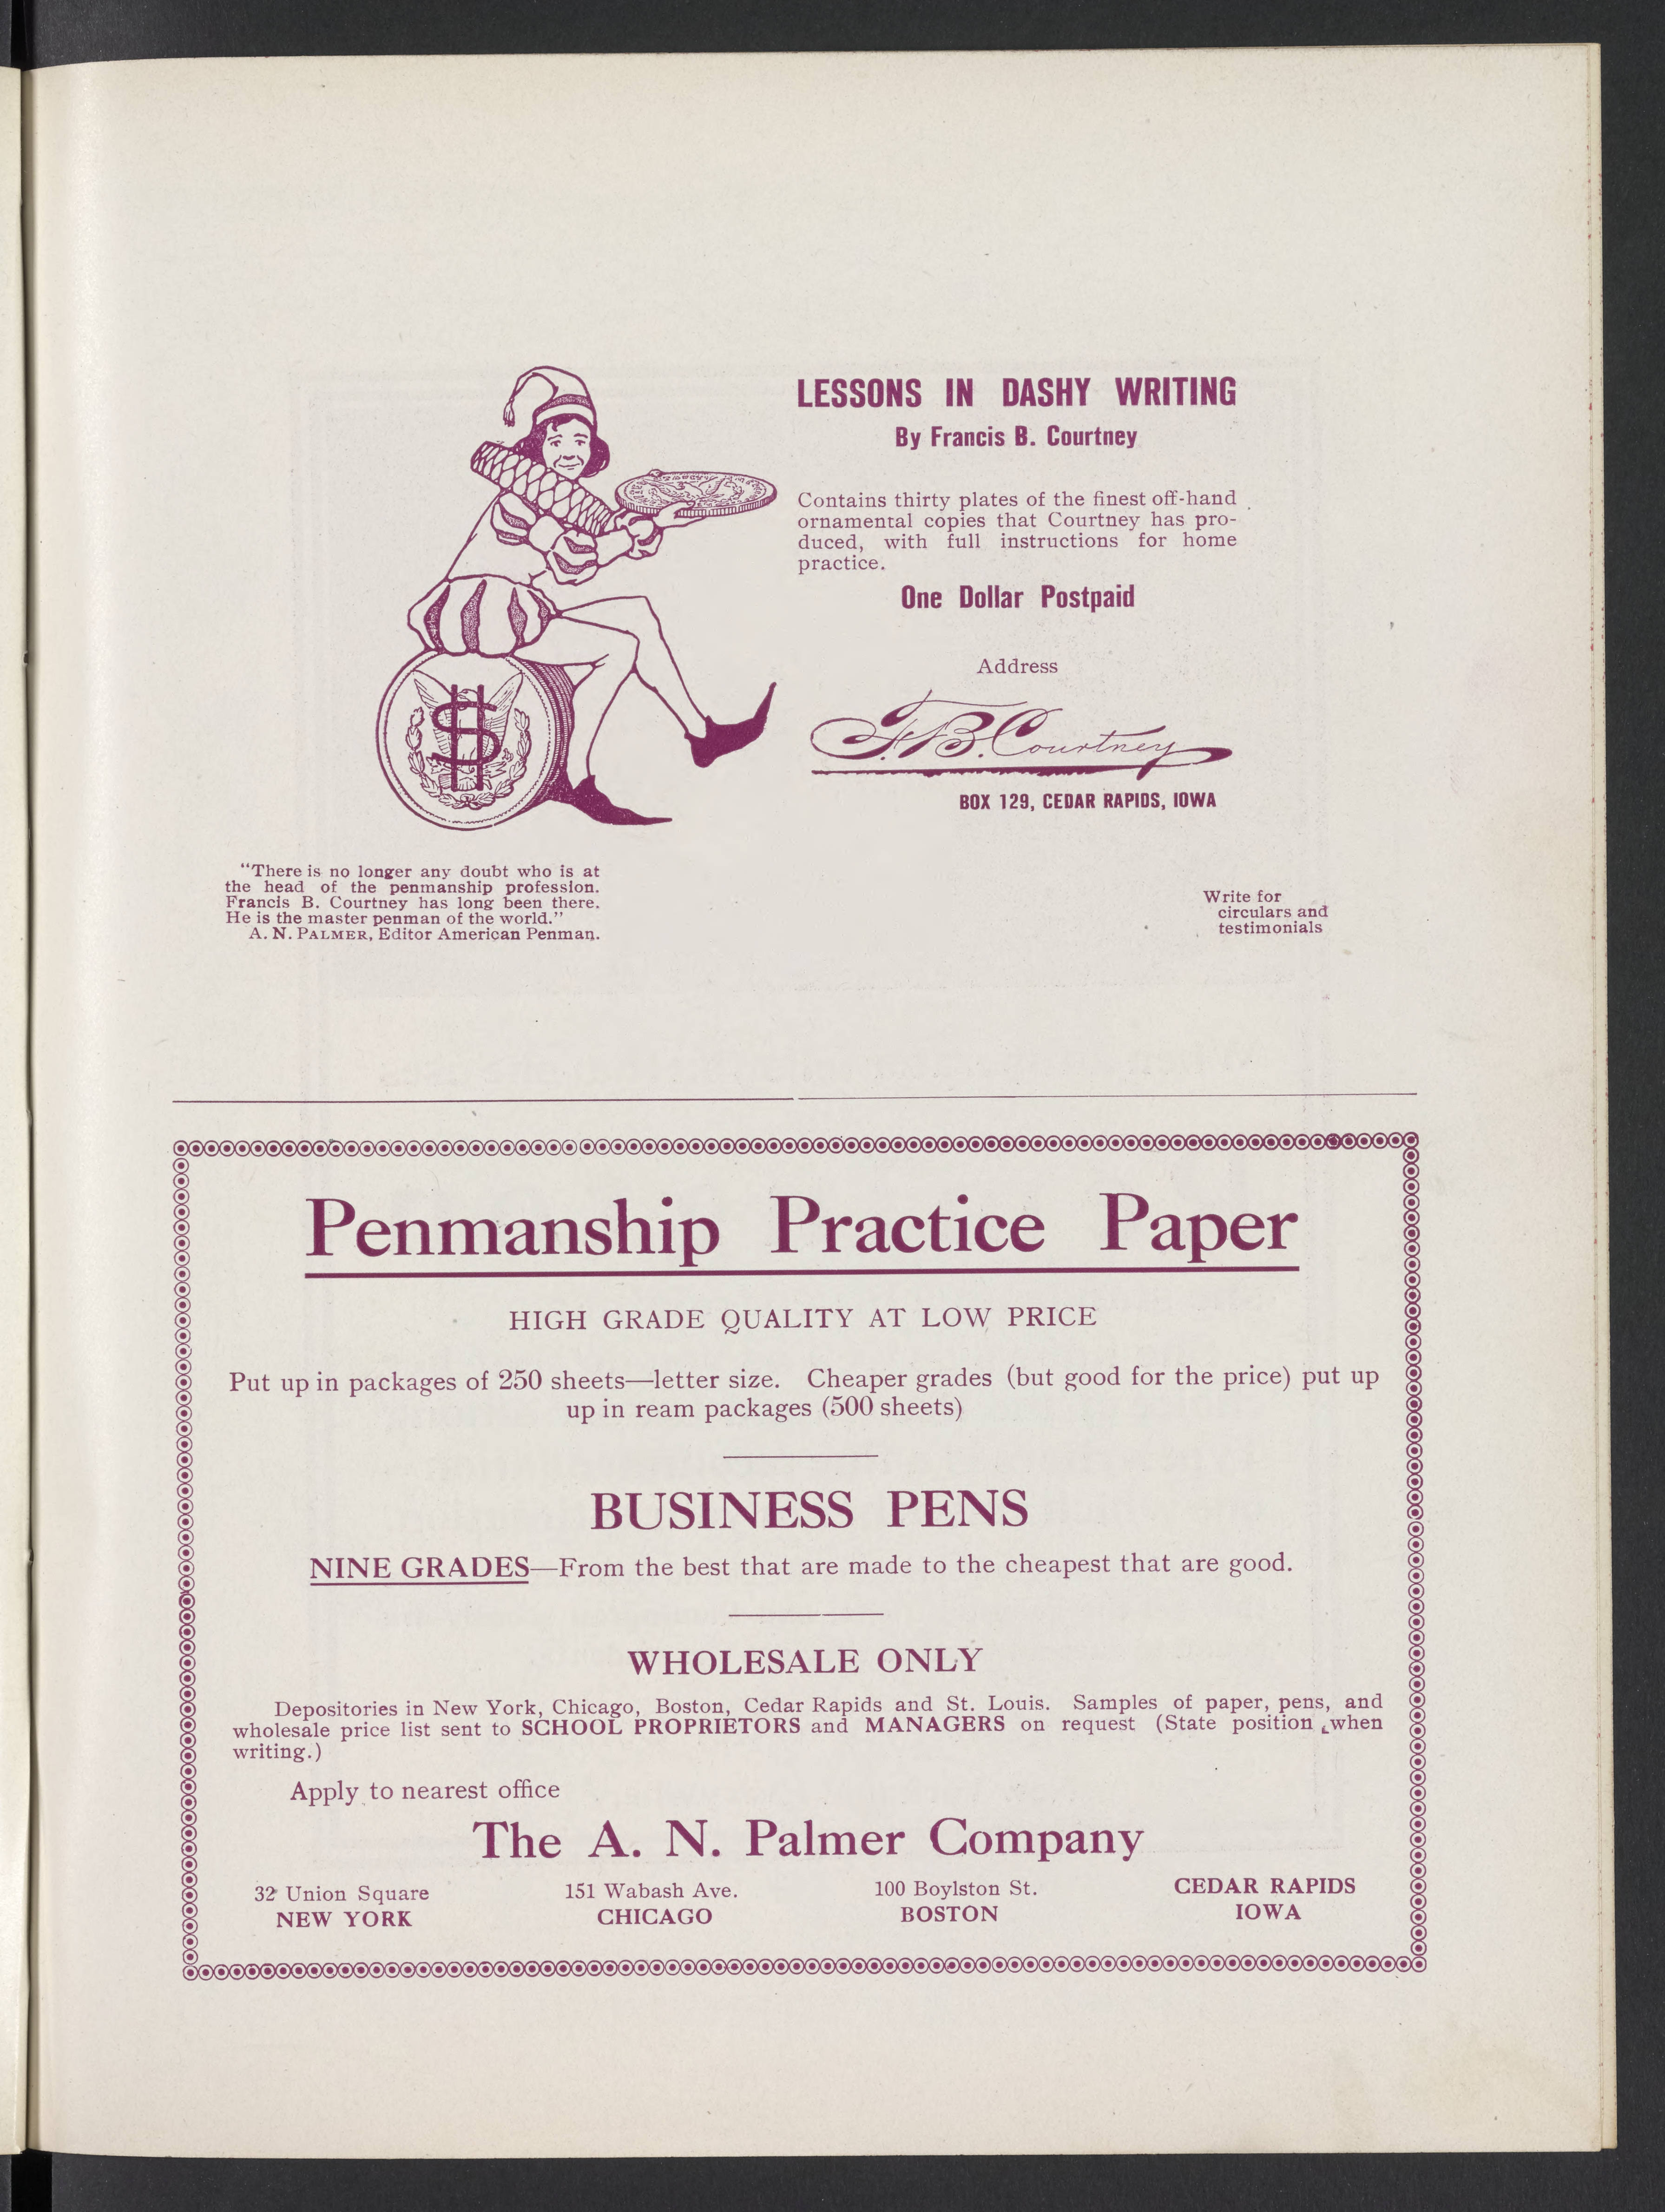 LESSONS IN DASHY WRITING
By Francis B. Courtney
Contains thirty plates of the finest off-hand
ornamental copies that Courtney has pro-
duced, with full instructions for home
practice.
One Dollar Postpaid
Address
F. B. Courtney
BOX 129, CEDAR RAPIDS, IOWA
$
"There is no longer any doubt who is at
the head of the penmanship profession.
Francis B. Courtney has long been there.
He is the master penman of the world."
A. N. PALMER, Editor American Penman.
Write for
circulars and
testimonials
Penmanship Practice Paper
HIGH GRADE QUALITY AT LOW PRICE
Put up in packages of 250 sheets—letter size. Cheaper grades (but good for the price) put up
up in ream packages (500 sheets)
BUSINESS PENS
NINE GRADES—From the best that are made to the cheapest that are good.
WHOLESALE ONLY
Depositories in New York, Chicago, Boston, Cedar Rapids and St. Louis. Samples of paper, pens, and
wholesale price list sent to SCHOOL PROPRIETORS and MANAGERS on request (State position when
writing.)
Apply to nearest office
The A. N. Palmer Company
32 Union Square
NEW YORK
151 Wabash Ave.
CHICAGO
100 Boylston St.
BOSTON
CEDAR RAPIDS
IOWA